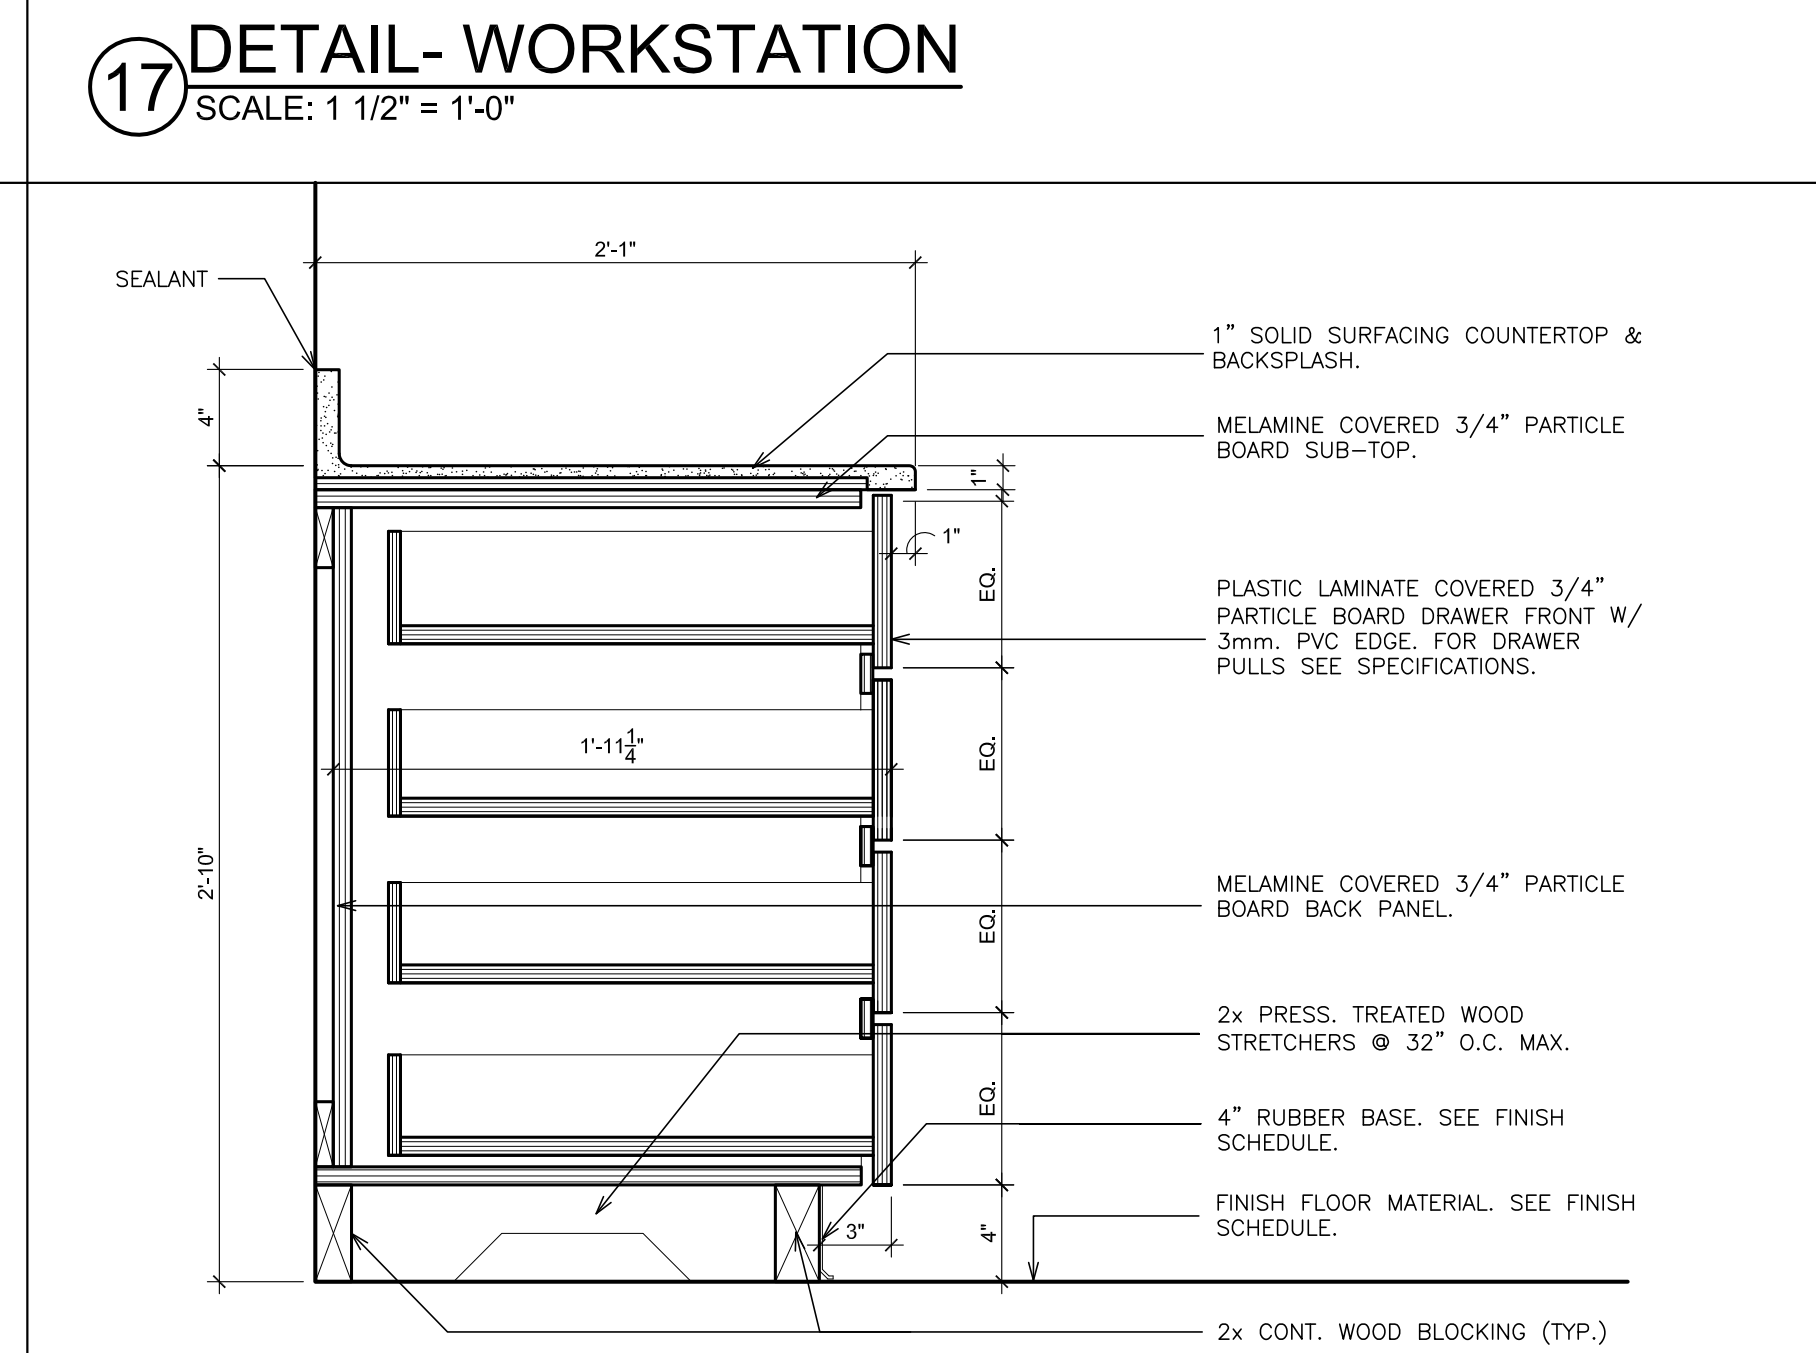 17
DETAIL- WORKSTATION
SCALE: 1 1/2" = 1'-0"
2'-1"
SEALANT
1” SOLID SURFACING COUNTERTOP &
BACKSPLASH.
4"
MELAMINE COVERED 3/4” PARTICLE
BOARD SUB-TOP.
1"
1"
EQ.
PLASTIC LAMINATE COVERED 3/4”
PARTICLE BOARD DRAWER FRONT W/
3mm. PVC EDGE. FOR DRAWER
PULLS SEE SPECIFICATIONS.
1'-11 1/4"
EQ.
2'-10"
MELAMINE COVERED 3/4” PARTICLE
BOARD BACK PANEL.
EQ.
2x PRESS. TREATED WOOD
STRETCHERS @ 32” O.C. MAX.
EQ.
4” RUBBER BASE. SEE FINISH
SCHEDULE.
FINISH FLOOR MATERIAL. SEE FINISH
SCHEDULE.
3"
4"
2x CONT. WOOD BLOCKING (TYP.)